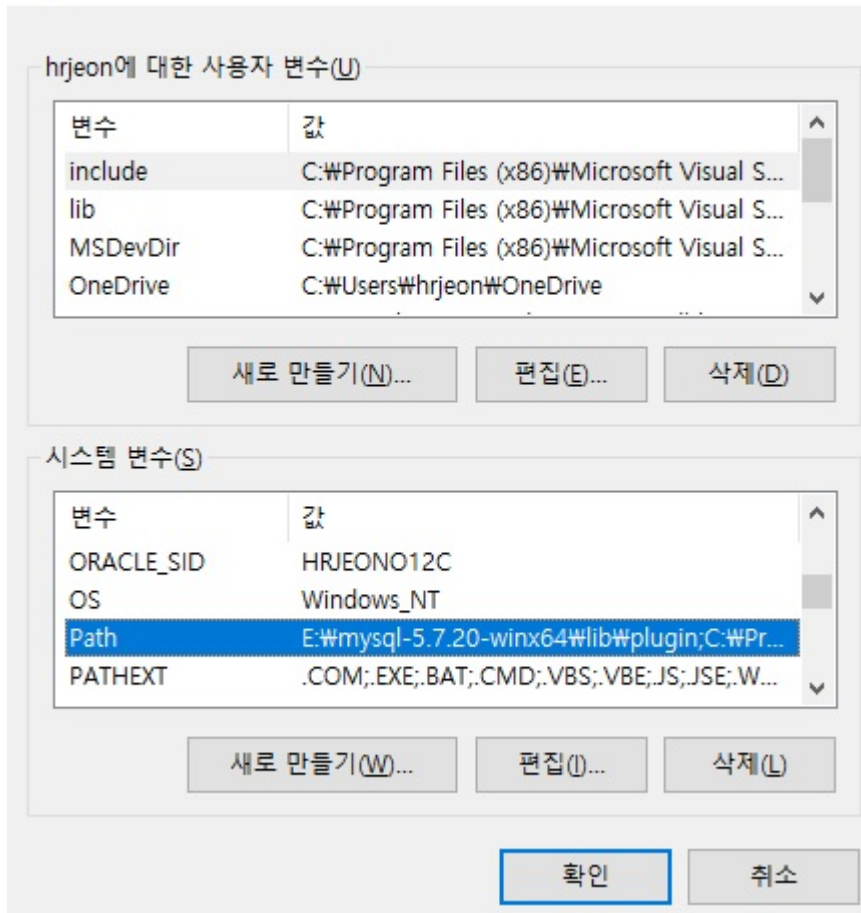 hrjeon에 대한 사용자 변수(U)
변수 값
include C:₩Program Files (x86)₩Microsoft Visual S...
lib C:₩Program Files (x86)₩Microsoft Visual S...
MSDevDir C:₩Program Files (x86)₩Microsoft Visual S...
OneDrive C:₩Users₩hrjeon₩OneDrive
새로 만들기(N)... 편집(E)... 삭제(D)
시스템 변수(S)
변수 값
ORACLE_SID HRJEONO12C
OS Windows_NT
Path E:₩mysql-5.7.20-winx64₩lib₩plugin;C:₩Pr...
PATHEXT .COM;.EXE;.BAT;.CMD;.VBS;.VBE;.JS;.JSE;.W...
새로 만들기(W)... 편집(I)... 삭제(L)
확인 취소